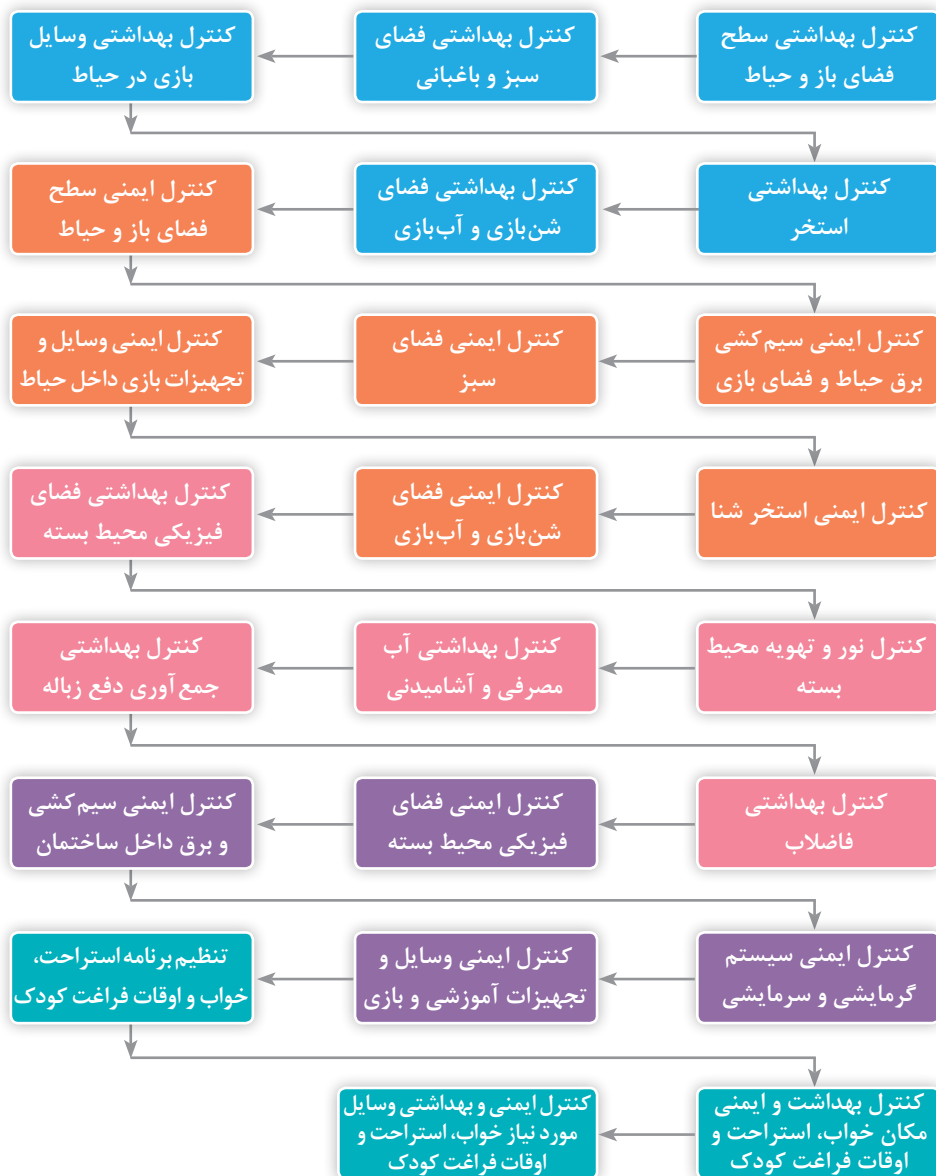 کنترل بهداشتی سطح
فضای باز و حیاط
کنترل بهداشتی فضای
سبز و باغبانی
کنترل بهداشتی وسایل
بازی در حیاط
کنترل بهداشتی
استخر
کنترل بهداشتی فضای
شن‌بازی و آب‌بازی
کنترل ایمنی سطح
فضای باز و حیاط
کنترل ایمنی سیم‌کشی
برق حیاط و فضای بازی
کنترل ایمنی فضای
سبز
کنترل ایمنی وسایل و
تجهیزات بازی داخل حیاط
کنترل ایمنی استخر شنا
کنترل ایمنی فضای
شن‌بازی و آب‌بازی
کنترل بهداشتی فضای
فیزیکی محیط بسته
کنترل نور و تهویه محیط
بسته
کنترل بهداشتی آب
مصرفی و آشامیدنی
کنترل بهداشتی
جمع‌آوری دفع زباله
کنترل بهداشتی
فاضلاب
کنترل ایمنی فضای
فیزیکی محیط بسته
کنترل ایمنی سیم‌کشی
و برق داخل ساختمان
کنترل ایمنی سیستم
گرمایشی و سرمایشی
کنترل ایمنی وسایل و
تجهیزات آموزشی و بازی
تنظیم برنامه استراحت،
خواب و اوقات فراغت کودک
کنترل بهداشت و ایمنی
مکان خواب، استراحت و
اوقات فراغت کودک
کنترل ایمنی و بهداشتی وسایل
مورد نیاز خواب، استراحت و
اوقات فراغت کودک